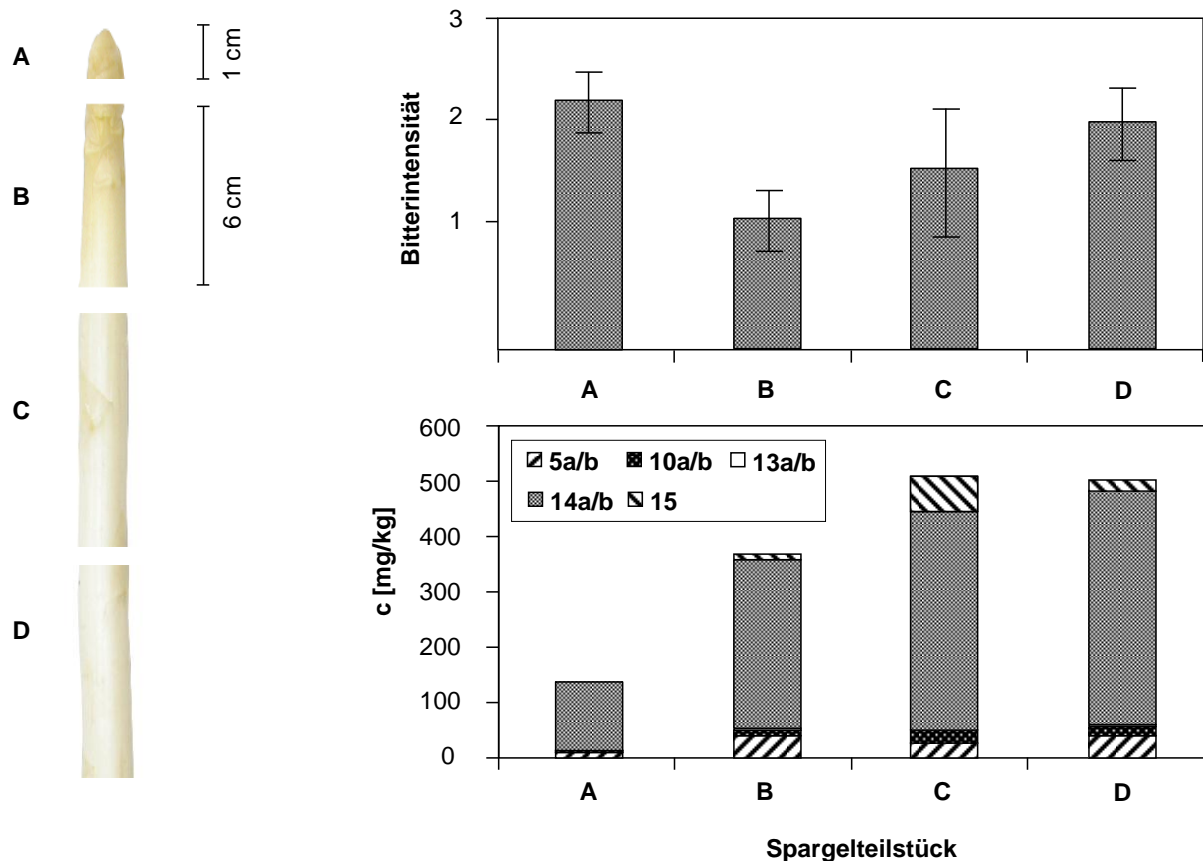 A
1 cm
B
6 cm
C
D
Bitterintensität
3
2
1
A B C D
c [mg/kg]
600
500
400
300
200
100
0
5a/b 10a/b 13a/b
14a/b 15
A B C D
Spargelteilstück